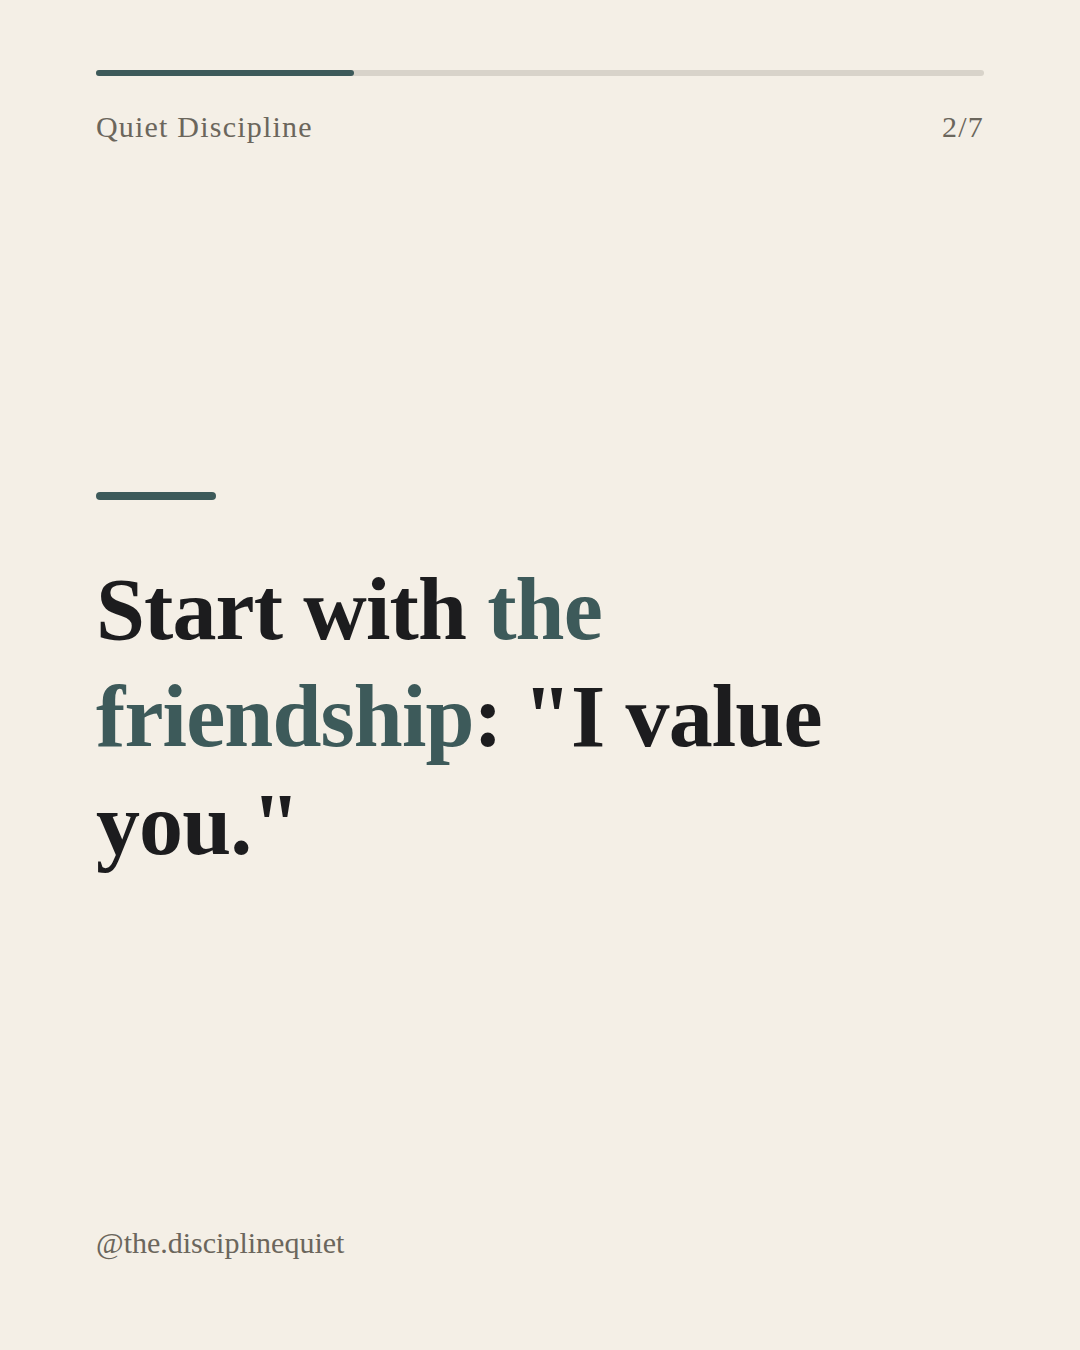 Quiet Discipline
2/7
Start with the
friendship: "I value
you."
@the.disciplinequiet